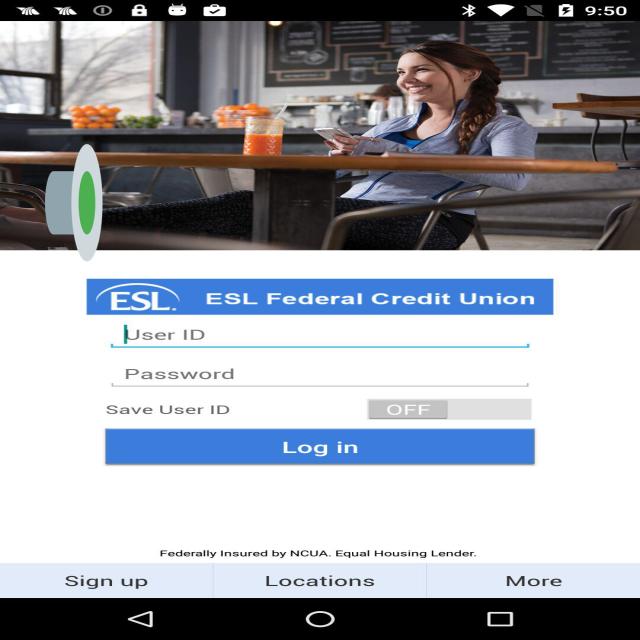 9:50
ESL. ESL Federal Credit Union
User ID
Password
Save User ID OFF
Log in
Federally Insured by NCUA. Equal Housing Lender.
Sign up Locations More